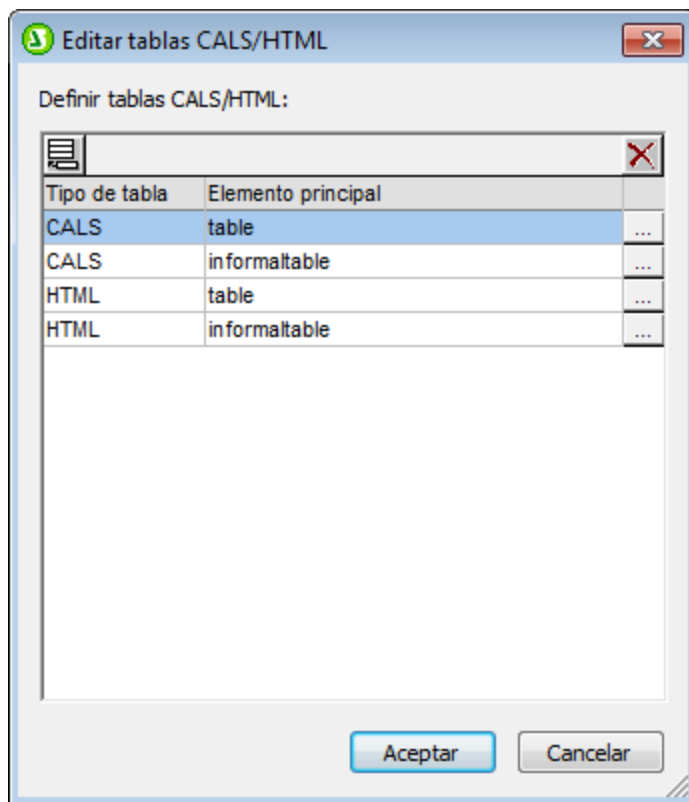 Editar tablas CALS/HTML
Definir tablas CALS/HTML:
Tipo de tabla Elemento principal
CALS table ...
CALS informaltable ...
HTML table ...
HTML informaltable ...
Aceptar Cancelar